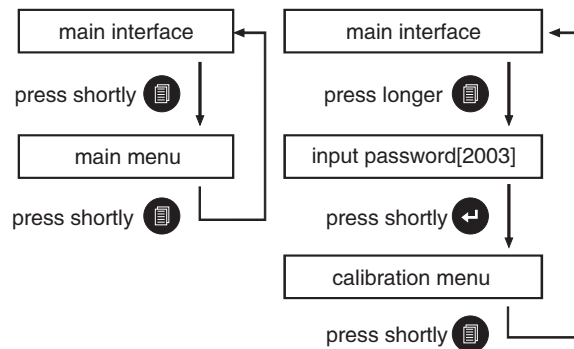 main interface
press shortly
main menu
press shortly
main interface
press longer
input password[2003]
press shortly
calibration menu
press shortly